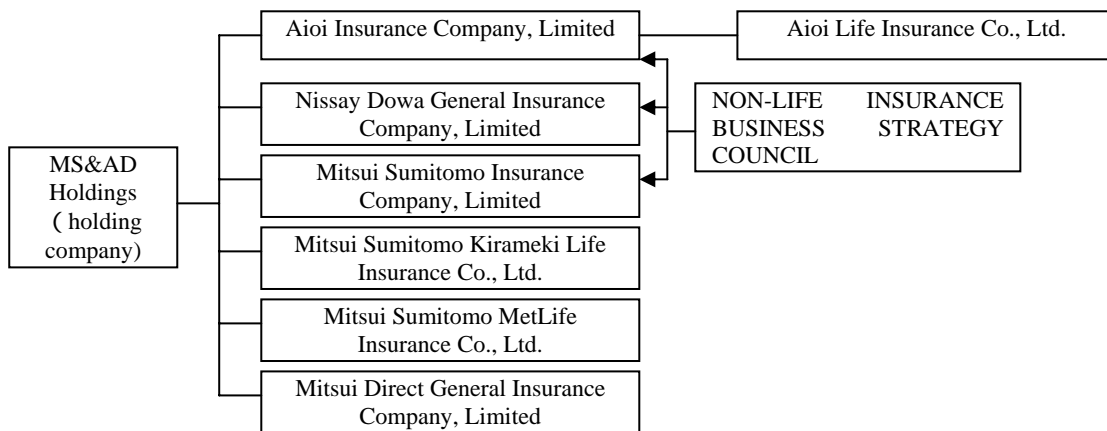 Aioi Insurance Company, Limited
Aioi Life Insurance Co., Ltd.
Nissay Dowa General Insurance
Company, Limited
NON-LIFE INSURANCE
BUSINESS STRATEGY
COUNCIL
MS&AD
Holdings
( holding
company)
Mitsui Sumitomo Insurance
Company, Limited
Mitsui Sumitomo Kirameki Life
Insurance Co., Ltd.
Mitsui Sumitomo MetLife
Insurance Co., Ltd.
Mitsui Direct General Insurance
Company, Limited